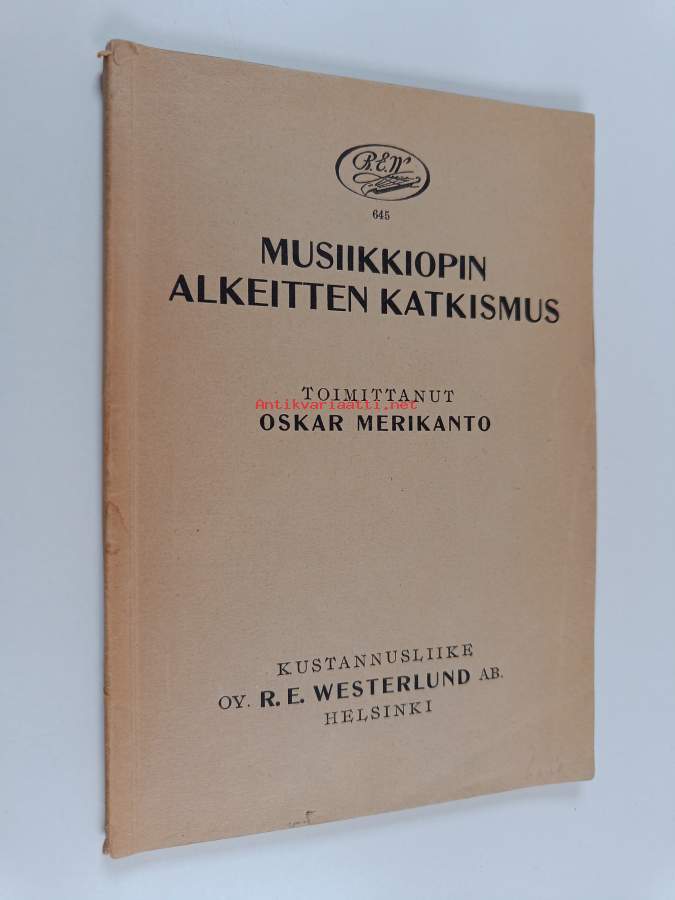 R.E.W
645
MUSIIKKIOPIN
ALKEITTEN KATKISMUS
TOIMITTANUT
Antikvariaatti.net
OSKAR MERIKANTO
KUSTANNUSLIIKE
OY. R. E. WESTERLUND AB.
HELSINKI